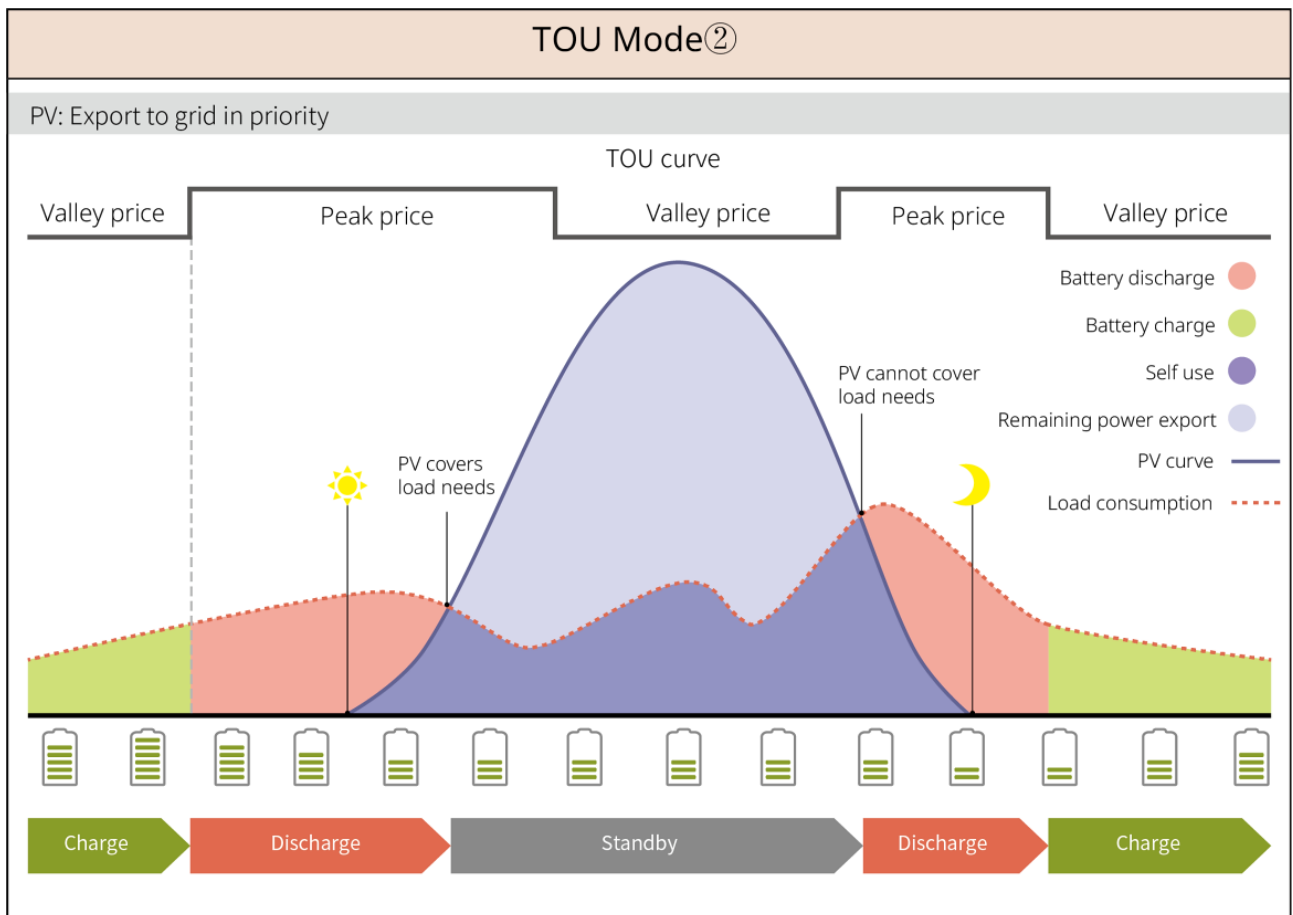 TOU Mode②
PV: Export to grid in priority
TOU curve
Valley price
Peak price
Valley price
Peak price
Valley price
Battery discharge
Battery charge
Self use
Remaining power export
PV curve
Load consumption
PV covers
load needs
PV cannot cover
load needs
Charge
Discharge
Standby
Discharge
Charge